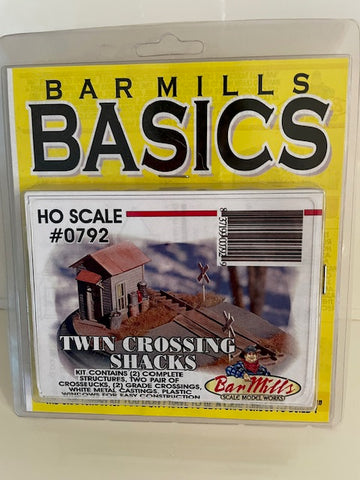 BAR MILLS
BASICS
HO SCALE
#0792
TWIN CROSSING
SHACKS
KIT CONTAINS (2) COMPLETE
STRUCTURES, TWO PAIR OF
CROSSBUCKS, (2) GRADE CROSSINGS,
WHITE METAL CASTINGS, PLASTIC
WINDOWS FOR EASY CONSTRUCTION
BarMills
SCALE MODEL WORKS